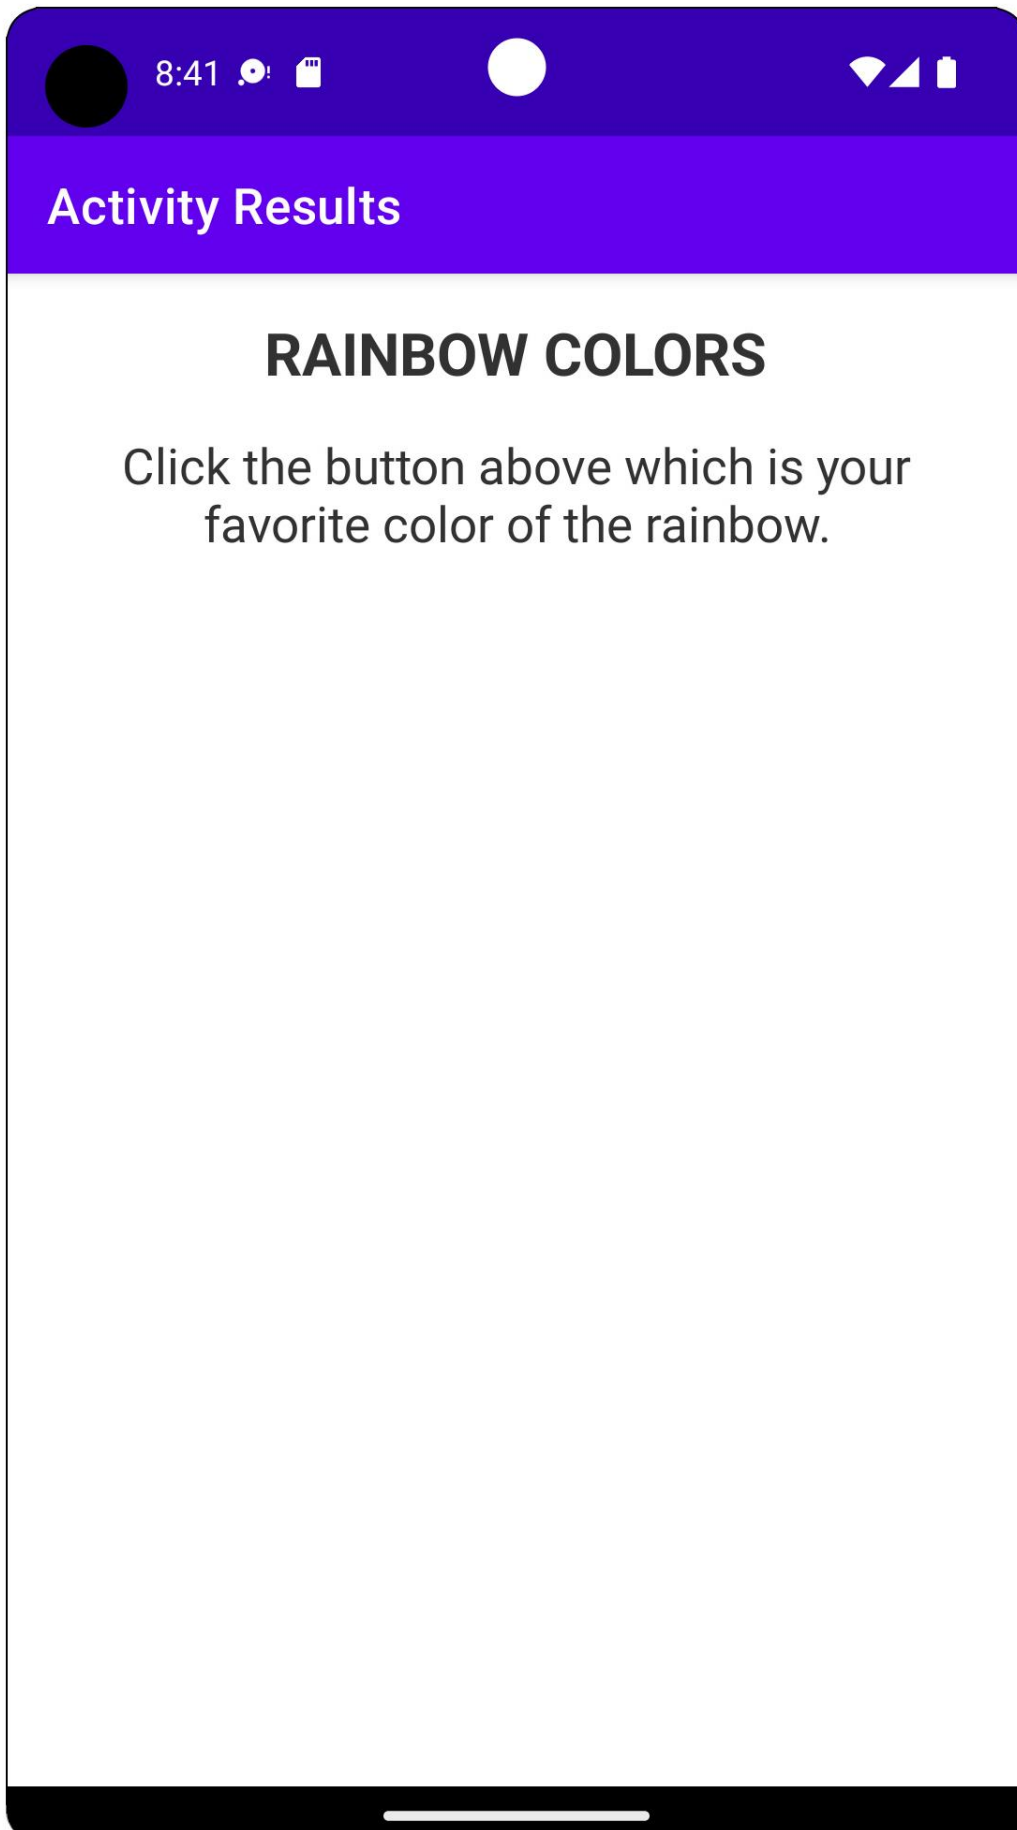 8:41
Activity Results
RAINBOW COLORS
Click the button above which is your
favorite color of the rainbow.